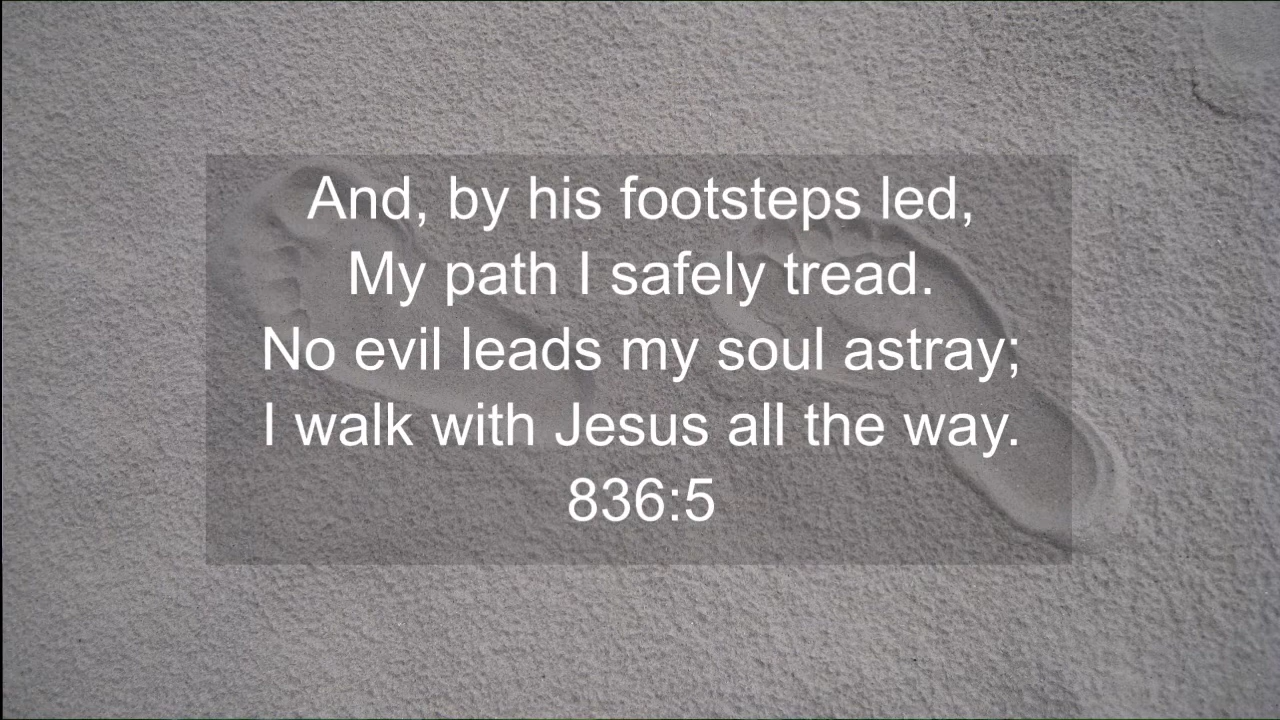 And, by his footsteps led,
My path I safely tread.
No evil leads my soul astray;
I walk with Jesus all the way.
836:5